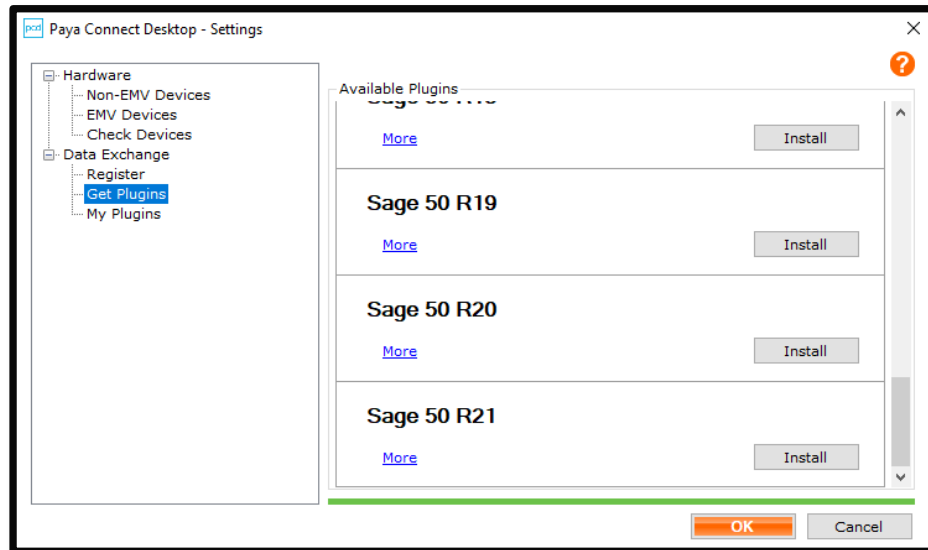 pcd Paya Connect Desktop - Settings
?
Hardware
Non-EMV Devices
EMV Devices
Check Devices
Data Exchange
Register
Get Plugins
My Plugins
Available Plugins
More
Install
Sage 50 R19
More
Install
Sage 50 R20
More
Install
Sage 50 R21
More
Install
OK
Cancel